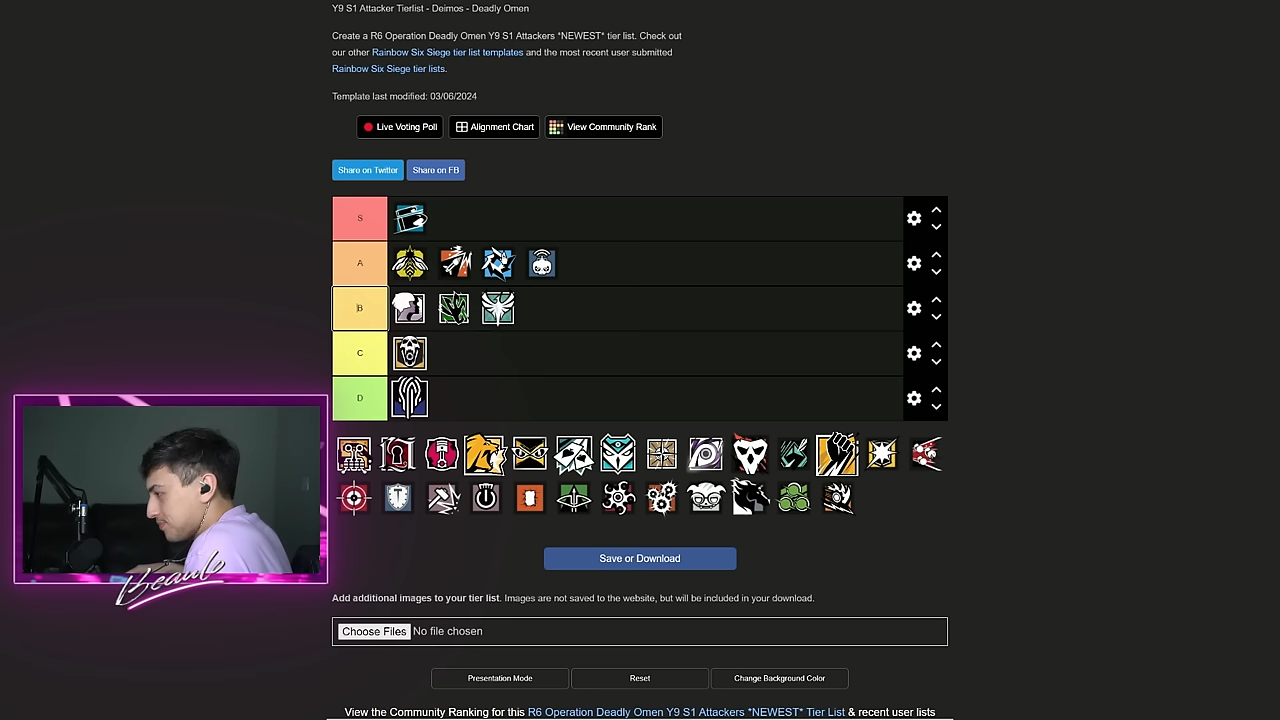 Y9 S1 Attacker Tierlist - Deimos - Deadly Omen
Create a R6 Operation Deadly Omen Y9 S1 Attackers *NEWEST* tier list. Check out
our other Rainbow Six Siege tier list templates and the most recent user submitted
Rainbow Six Siege tier lists.
Template last modified: 03/06/2024
Live Voting Poll
Alignment Chart
View Community Rank
Share on Twitter
Share on FB
S
A
B
C
D
Beaulo
Save or Download
Add additional images to your tier list. Images are not saved to the website, but will be included in your download.
Choose Files No file chosen
Presentation Mode
Reset
Change Background Color
View the Community Ranking for this R6 Operation Deadly Omen Y9 S1 Attackers *NEWEST* Tier List & recent user lists